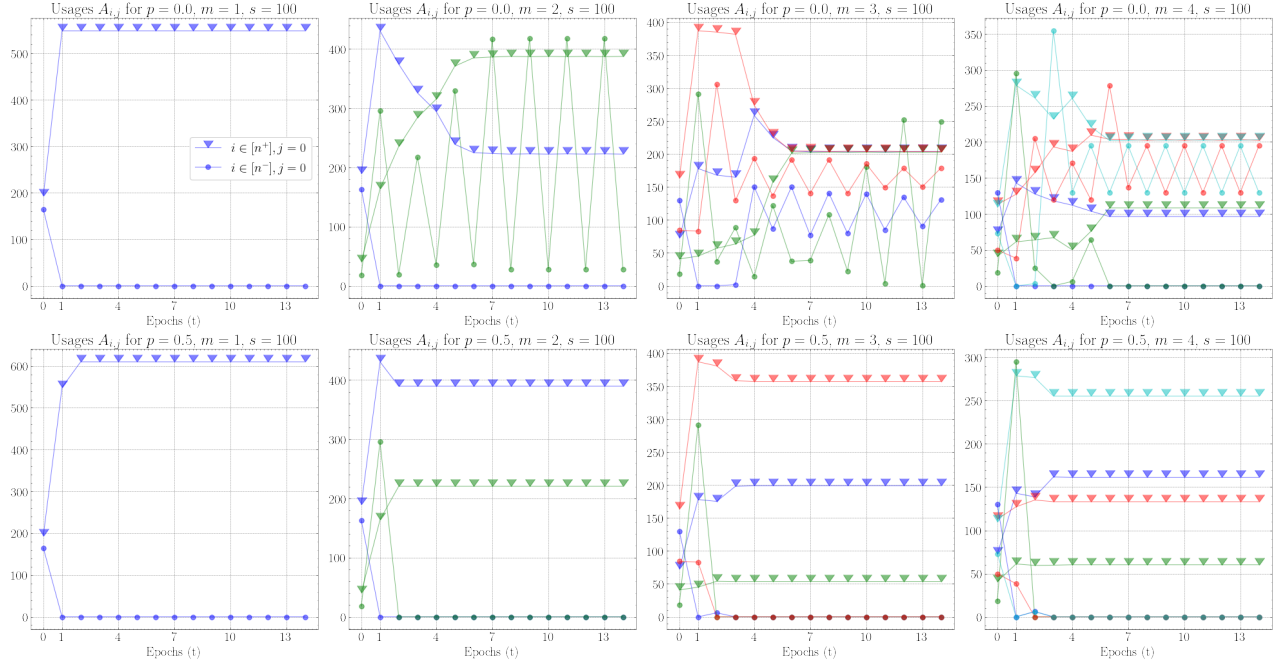 Usages A_{i,j} for p = 0.0, m = 1, s = 100
500
400
300
200
100
0
i ∈ [n⁺], j = 0
i ∈ [n⁻], j = 0
0 1 4 7 10 13
Epochs (t)
Usages A_{i,j} for p = 0.0, m = 2, s = 100
400
300
200
100
0
0 1 4 7 10 13
Epochs (t)
Usages A_{i,j} for p = 0.0, m = 3, s = 100
400
350
300
250
200
150
100
50
0
0 1 4 7 10 13
Epochs (t)
Usages A_{i,j} for p = 0.0, m = 4, s = 100
350
300
250
200
150
100
50
0
0 1 4 7 10 13
Epochs (t)
Usages A_{i,j} for p = 0.5, m = 1, s = 100
600
500
400
300
200
100
0
0 1 4 7 10 13
Epochs (t)
Usages A_{i,j} for p = 0.5, m = 2, s = 100
400
300
200
100
0
0 1 4 7 10 13
Epochs (t)
Usages A_{i,j} for p = 0.5, m = 3, s = 100
400
350
300
250
200
150
100
50
0
0 1 4 7 10 13
Epochs (t)
Usages A_{i,j} for p = 0.5, m = 4, s = 100
300
250
200
150
100
50
0
0 1 4 7 10 13
Epochs (t)